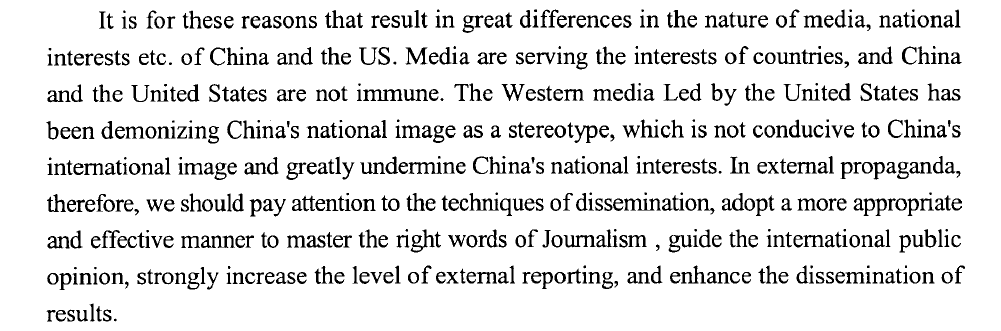 It is for these reasons that result in great differences in the nature of media, national
interests etc. of China and the US. Media are serving the interests of countries, and China
and the United States are not immune. The Western media Led by the United States has
been demonizing China's national image as a stereotype, which is not conducive to China's
international image and greatly undermine China's national interests. In external propaganda,
therefore, we should pay attention to the techniques of dissemination, adopt a more appropriate
and effective manner to master the right words of Journalism , guide the international public
opinion, strongly increase the level of external reporting, and enhance the dissemination of
results.